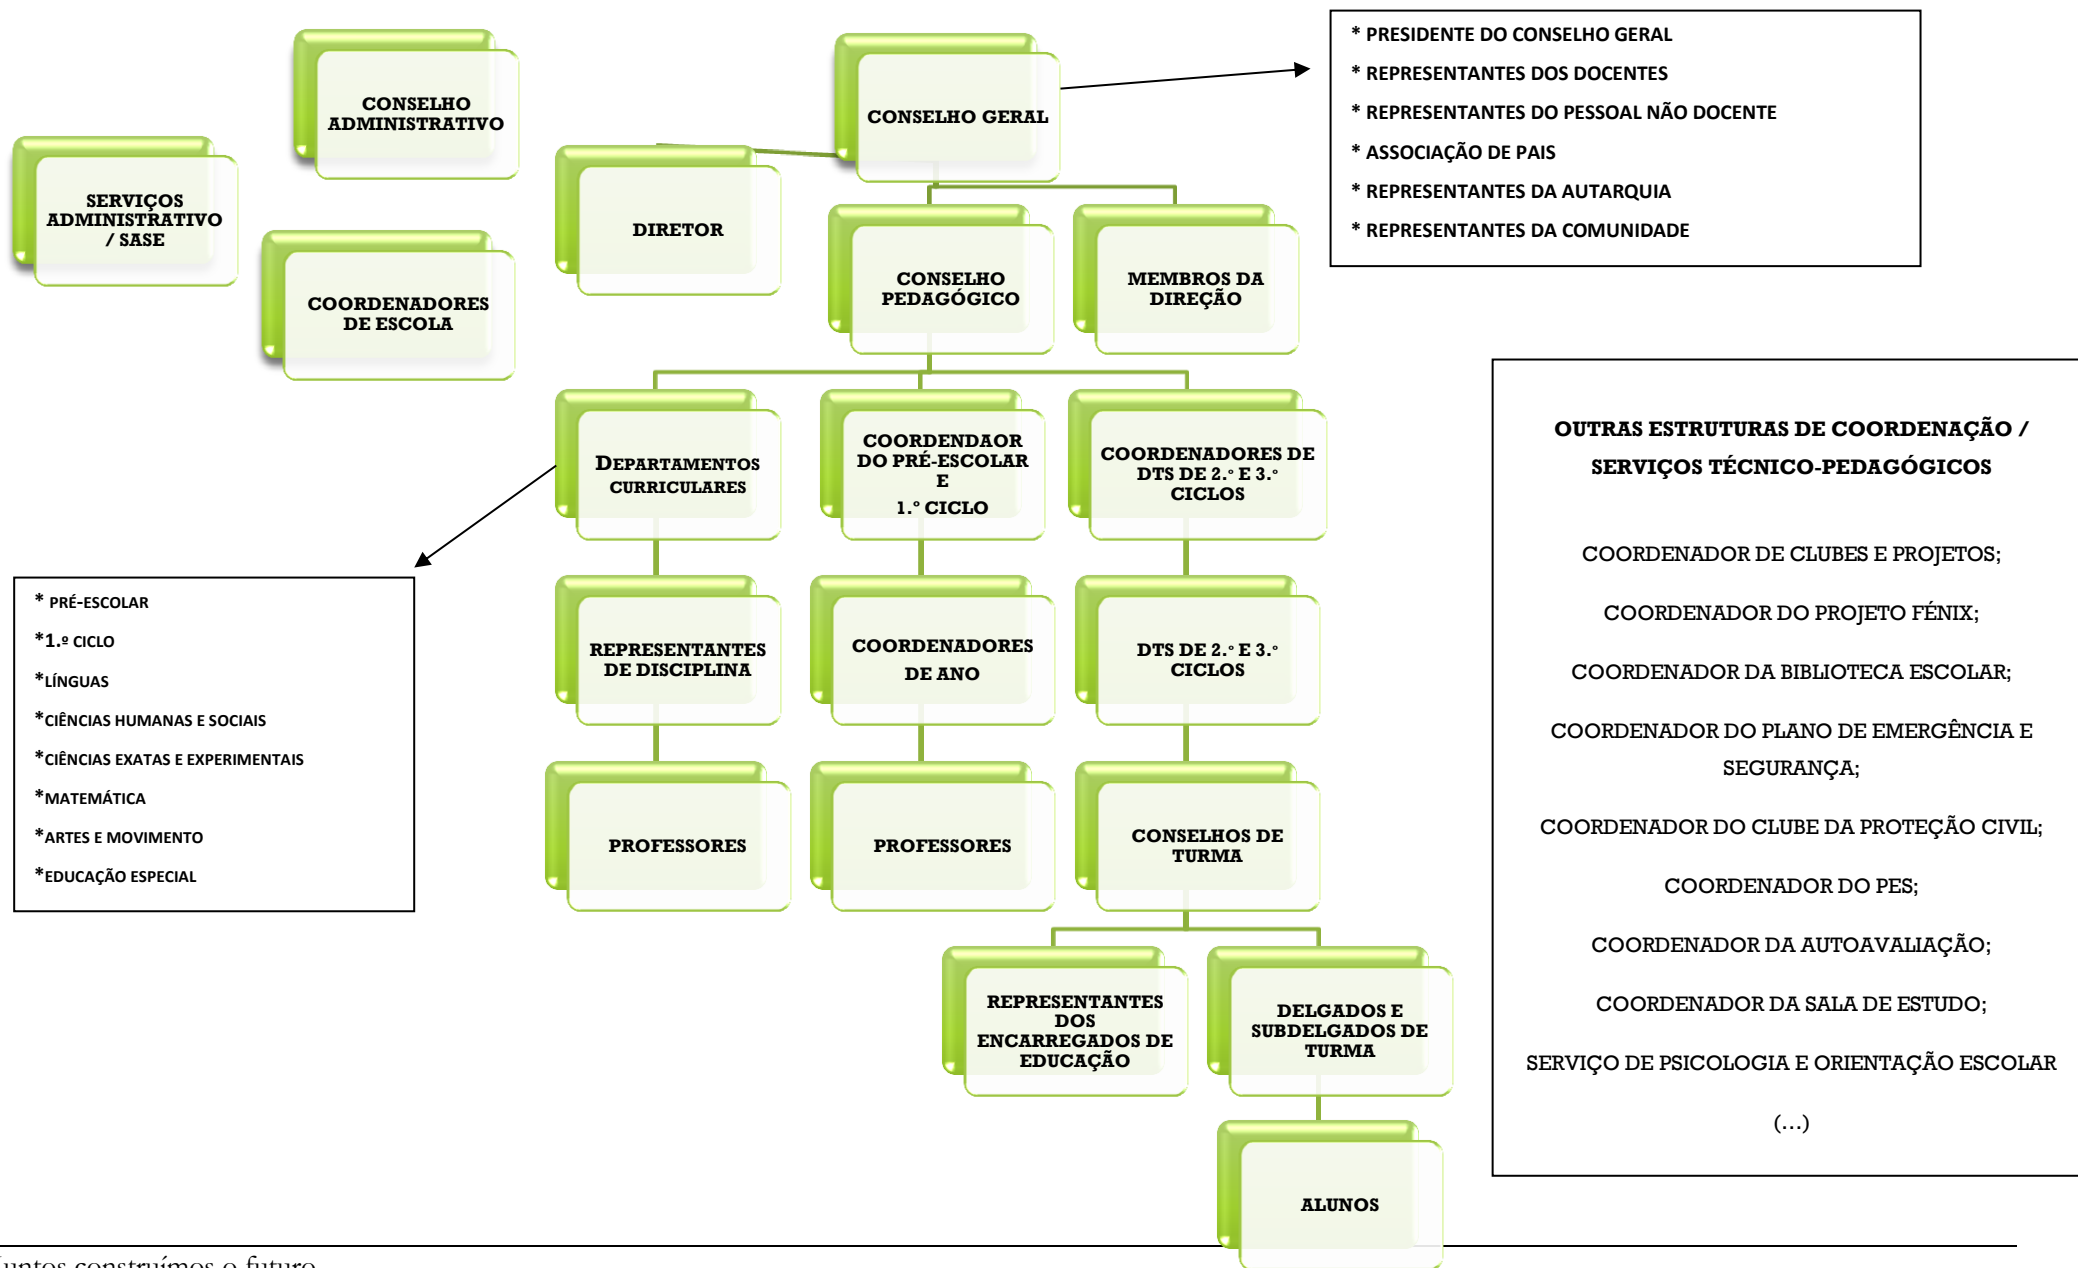 CONSELHO
ADMINISTRATIVO
SERVIÇOS
ADMINISTRATIVO
/ SASE
COORDENADORES
DE ESCOLA
CONSELHO GERAL
DIRETOR
CONSELHO
PEDAGÓGICO
MEMBROS DA
DIREÇÃO
* PRESIDENTE DO CONSELHO GERAL
* REPRESENTANTES DOS DOCENTES
* REPRESENTANTES DO PESSOAL NÃO DOCENTE
* ASSOCIAÇÃO DE PAIS
* REPRESENTANTES DA AUTARQUIA
* REPRESENTANTES DA COMUNIDADE
DEPARTAMENTOS
CURRICULARES
COORDENDAOR
DO PRÉ-ESCOLAR
E
1.º CICLO
COORDENADORES DE
DTS DE 2.º E 3.º
CICLOS
* PRÉ-ESCOLAR
*1.º CICLO
*LÍNGUAS
*CIÊNCIAS HUMANAS E SOCIAIS
*CIÊNCIAS EXATAS E EXPERIMENTAIS
*MATEMÁTICA
*ARTES E MOVIMENTO
*EDUCAÇÃO ESPECIAL
REPRESENTANTES
DE DISCIPLINA
COORDENADORES
DE ANO
DTS DE 2.º E 3.º
CICLOS
PROFESSORES
PROFESSORES
CONSELHOS DE
TURMA
REPRESENTANTES
DOS
ENCARREGADOS DE
EDUCAÇÃO
DELGADOS E
SUBDELGADOS DE
TURMA
ALUNOS
OUTRAS ESTRUTURAS DE COORDENAÇÃO /
SERVIÇOS TÉCNICO-PEDAGÓGICOS
COORDENADOR DE CLUBES E PROJETOS;
COORDENADOR DO PROJETO FÉNIX;
COORDENADOR DA BIBLIOTECA ESCOLAR;
COORDENADOR DO PLANO DE EMERGÊNCIA E
SEGURANÇA;
COORDENADOR DO CLUBE DA PROTEÇÃO CIVIL;
COORDENADOR DO PES;
COORDENADOR DA AUTOAVALIAÇÃO;
COORDENADOR DA SALA DE ESTUDO;
SERVIÇO DE PSICOLOGIA E ORIENTAÇÃO ESCOLAR
(…)
construímos o futuro